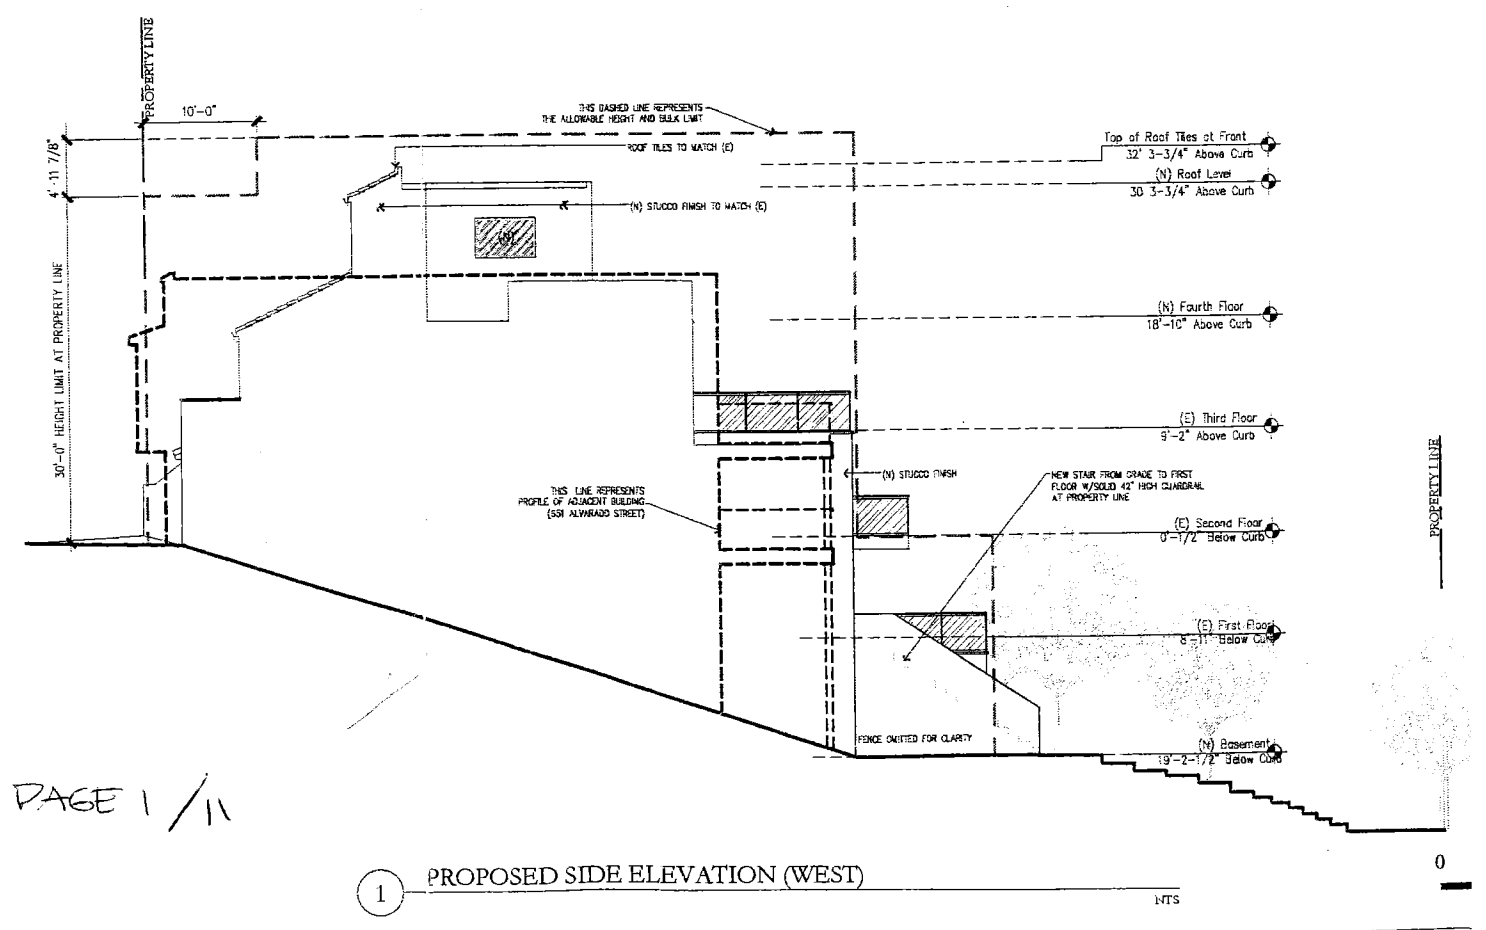 PROPERTY LINE
10'-0"
4'-11 7/8"
30'-0" HEIGHT LIMIT AT PROPERTY LINE
THIS DASHED LINE REPRESENTS
THE ALLOWABLE HEIGHT AND BULK LIMIT
ROOF TILES TO MATCH (E)
(N) STUCCO FINISH TO MATCH (E)
(N)
Top of Roof Tiles at Front
32' 3-3/4" Above Curb
(N) Roof Level
30 3-3/4" Above Curb
(N) Fourth Floor
18'-10" Above Curb
(E) Third Floor
9'-2" Above Curb
(N) STUCCO FINISH
NEW STAIR FROM GRADE TO FIRST
FLOOR W/SOLID 42" HIGH GUARDRAIL
AT PROPERTY LINE
THIS LINE REPRESENTS
PROFILE OF ADJACENT BUILDING
(551 ALVARADO STREET)
(E) Second Floor
0'-1/2" Below Curb
PROPERTY LINE
(E) First Floor
8'-11" Below Curb
FENCE OMITTED FOR CLARITY
(N) Basement
19'-2-1/2" Below Curb
PAGE 1 / 11
1 PROPOSED SIDE ELEVATION (WEST)
NTS
0